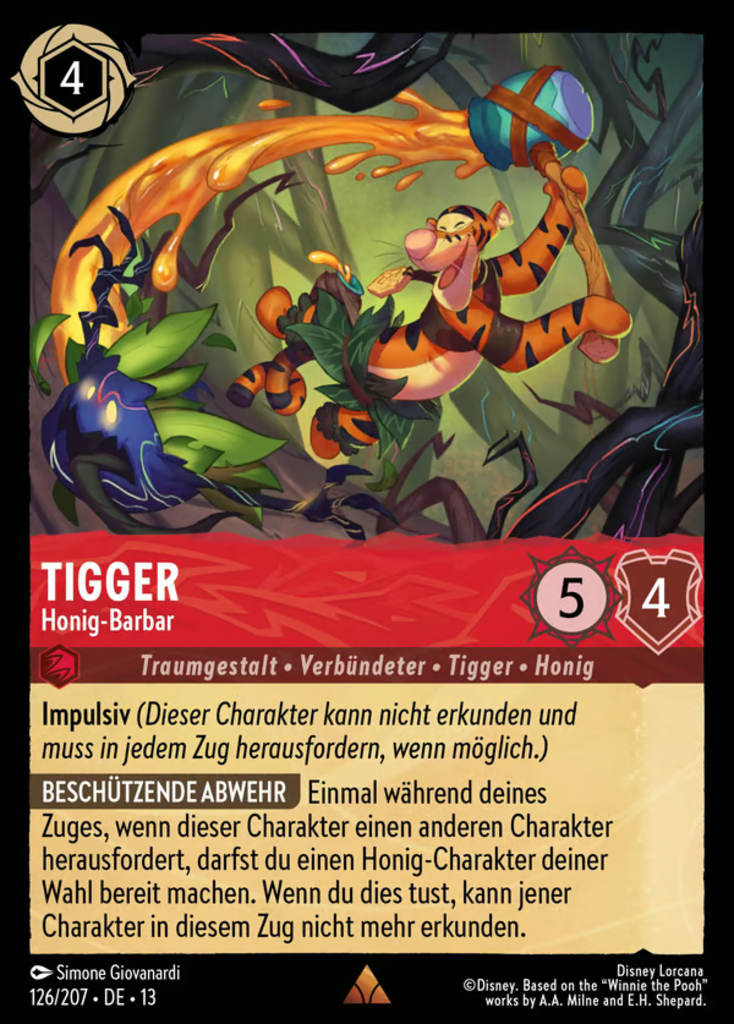 4
TIGGER
Honig-Barbar
5
4
Traumgestalt • Verbündeter • Tigger • Honig
Impulsiv (Dieser Charakter kann nicht erkunden und
muss in jedem Zug herausfordern, wenn möglich.)
BESCHÜTZENDE ABWEHR Einmal während deines
Zuges, wenn dieser Charakter einen anderen Charakter
herausfordert, darfst du einen Honig-Charakter deiner
Wahl bereit machen. Wenn du dies tust, kann jener
Charakter in diesem Zug nicht mehr erkunden.
Simone Giovanardi
126/207 • DE • 13
Disney Lorcana
©Disney. Based on the “Winnie the Pooh”
works by A.A. Milne and E.H. Shepard.